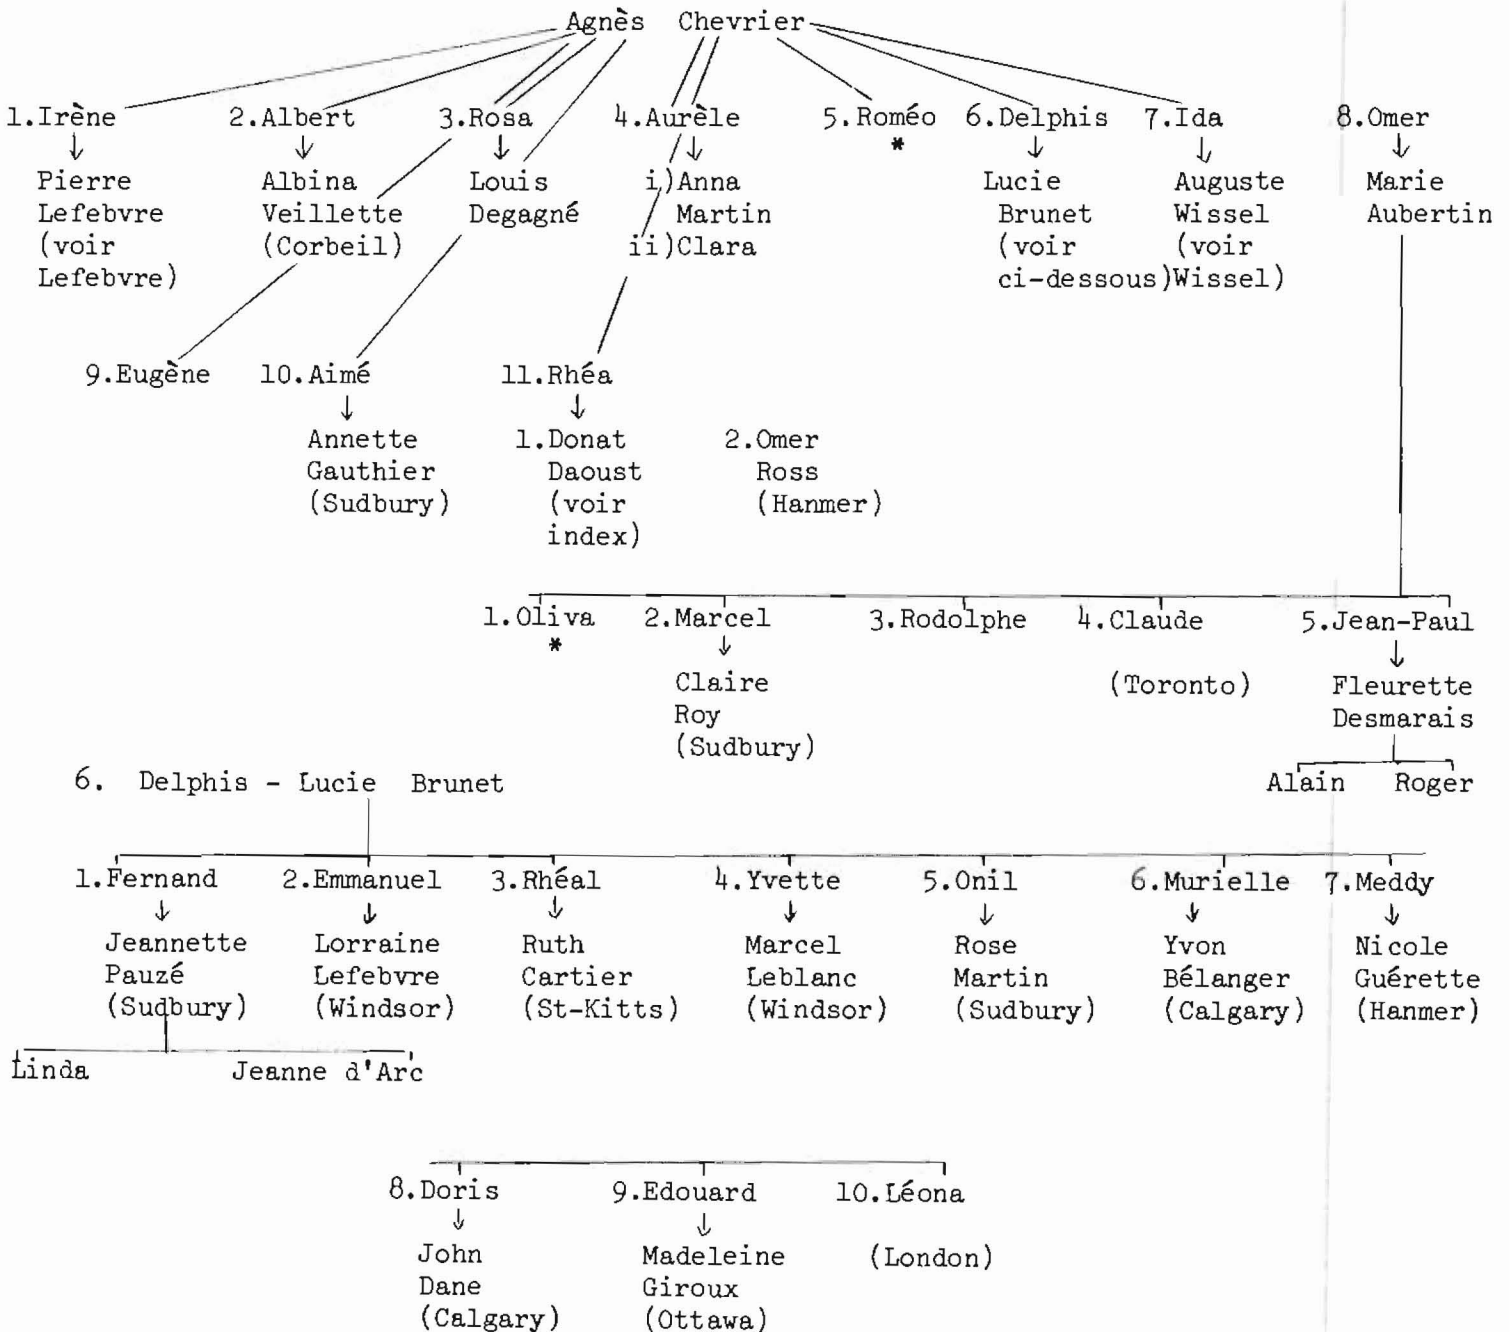 Agnès Chevrier
1.Irène 2.Albert 3.Rosa 4.Aurèle 5.Roméo 6.Delphis 7.Ida 8.Omer
*
Pierre Albina Louis i)Anna Lucie Auguste Marie
Lefebvre Veillette Degagné Martin Brunet Wissel Aubertin
(voir (Corbeil) ii)Clara (voir (voir
Lefebvre) ci-dessous)Wissel)
9.Eugène 10.Aimé 11.Rhéa
Annette 1.Donat 2.Omer
Gauthier Daoust Ross
(Sudbury) (voir (Hanmer)
index)
1.Oliva 2.Marcel 3.Rodolphe 4.Claude 5.Jean-Paul
*
Claire (Toronto) Fleurette
Roy Desmarais
(Sudbury)
6. Delphis - Lucie Brunet Alain Roger
1.Fernand 2.Emmanuel 3.Rhéal 4.Yvette 5.Onil 6.Murielle 7.Meddy
Jeannette Lorraine Ruth Marcel Rose Yvon Nicole
Pauzé Lefebvre Cartier Leblanc Martin Bélanger Guérette
(Sudbury) (Windsor) (St-Kitts) (Windsor) (Sudbury) (Calgary) (Hanmer)
Linda Jeanne d'Arc
8.Doris 9.Edouard 10.Léona
John Madeleine (London)
Dane Giroux
(Calgary) (Ottawa)